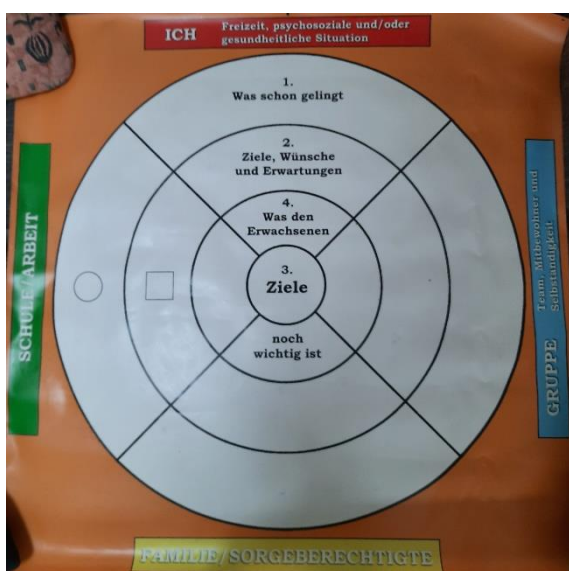 ICH
Freizeit, psychosoziale und/oder
gesundheitliche Situation
1.
Was schon gelingt
2.
Ziele, Wünsche
und Erwartungen
4.
Was den
Erwachsenen
3.
Ziele
noch
wichtig ist
SCHULE/ARBEIT
GRUPPE
Team, Mitbewohner und
Selbständigkeit
FAMILIE/SORGEBERECHTIGTE